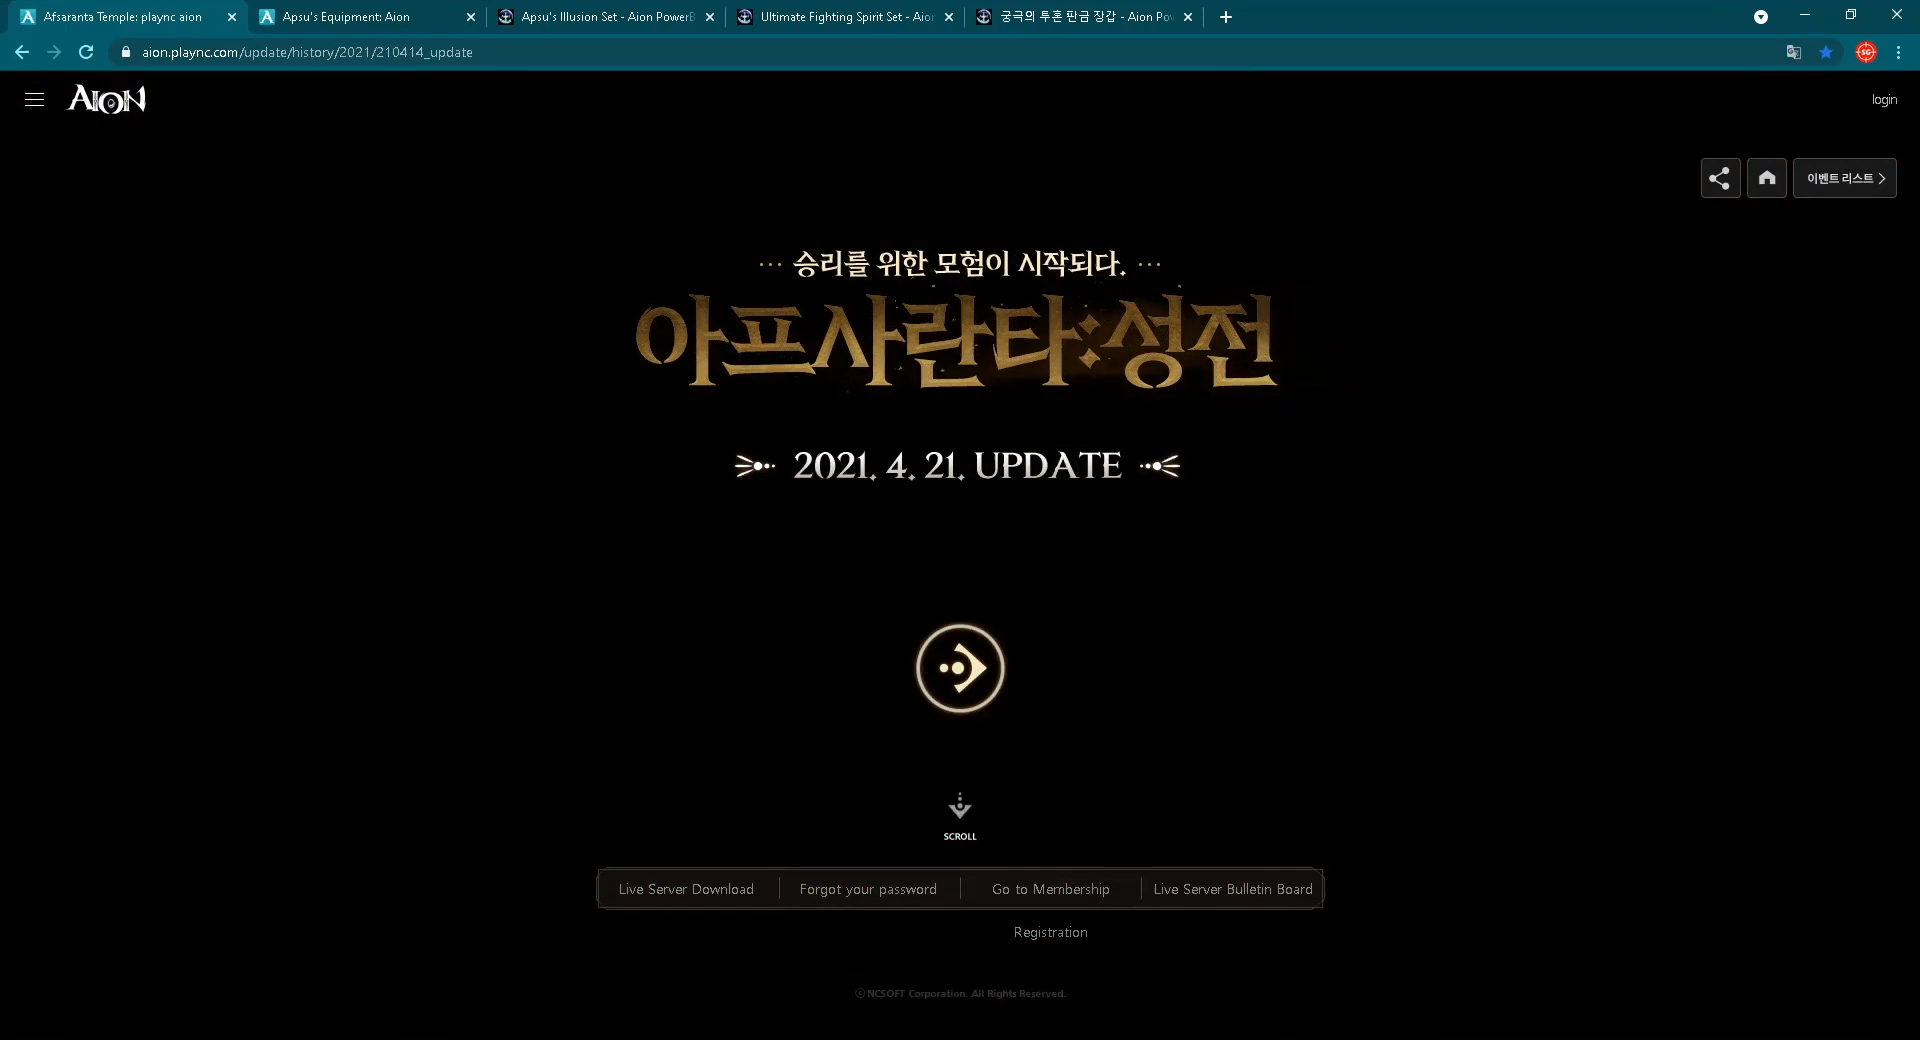 Afsaranta Temple: plaync aion
Apsu's Equipment: Aion
Apsu's Illusion Set - Aion PowerB
Ultimate Fighting Spirit Set - Aion
궁극의 투혼 판금 장갑 - Aion Pow
aion.plaync.com/update/history/2021/210414_update
AION
login
이벤트 리스트
승리를 위한 모험이 시작되다.
아프사란타:성전
2021. 4. 21. UPDATE
SCROLL
Live Server Download
Forgot your password
Go to Membership
Live Server Bulletin Board
Registration
ⓒ NCSOFT Corporation. All Rights Reserved.